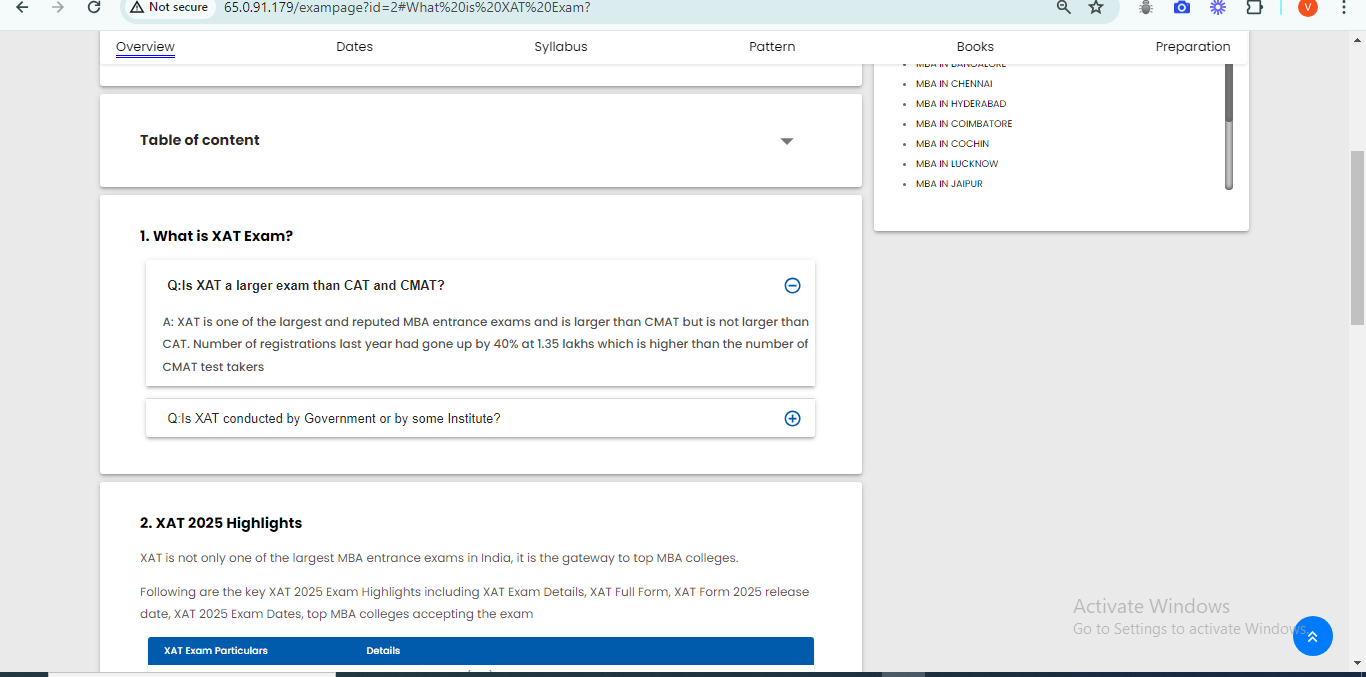 Not secure
65.0.91.179/exampage?id=2#What%20is%20XAT%20Exam?
V
Overview
Dates
Syllabus
Pattern
Books
Preparation
MBA IN BANGALORE
MBA IN CHENNAI
MBA IN HYDERABAD
MBA IN COIMBATORE
MBA IN COCHIN
MBA IN LUCKNOW
MBA IN JAIPUR
Table of content
1. What is XAT Exam?
Q:Is XAT a larger exam than CAT and CMAT?
A: XAT is one of the largest and reputed MBA entrance exams and is larger than CMAT but is not larger than
CAT. Number of registrations last year had gone up by 40% at 1.35 lakhs which is higher than the number of
CMAT test takers
Q:Is XAT conducted by Government or by some Institute?
2. XAT 2025 Highlights
XAT is not only one of the largest MBA entrance exams in India, it is the gateway to top MBA colleges.
Following are the key XAT 2025 Exam Highlights including XAT Exam Details, XAT Full Form, XAT Form 2025 release
date, XAT 2025 Exam Dates, top MBA colleges accepting the exam
XAT Exam Particulars
Details
Activate Windows
Go to Settings to activate Windows.